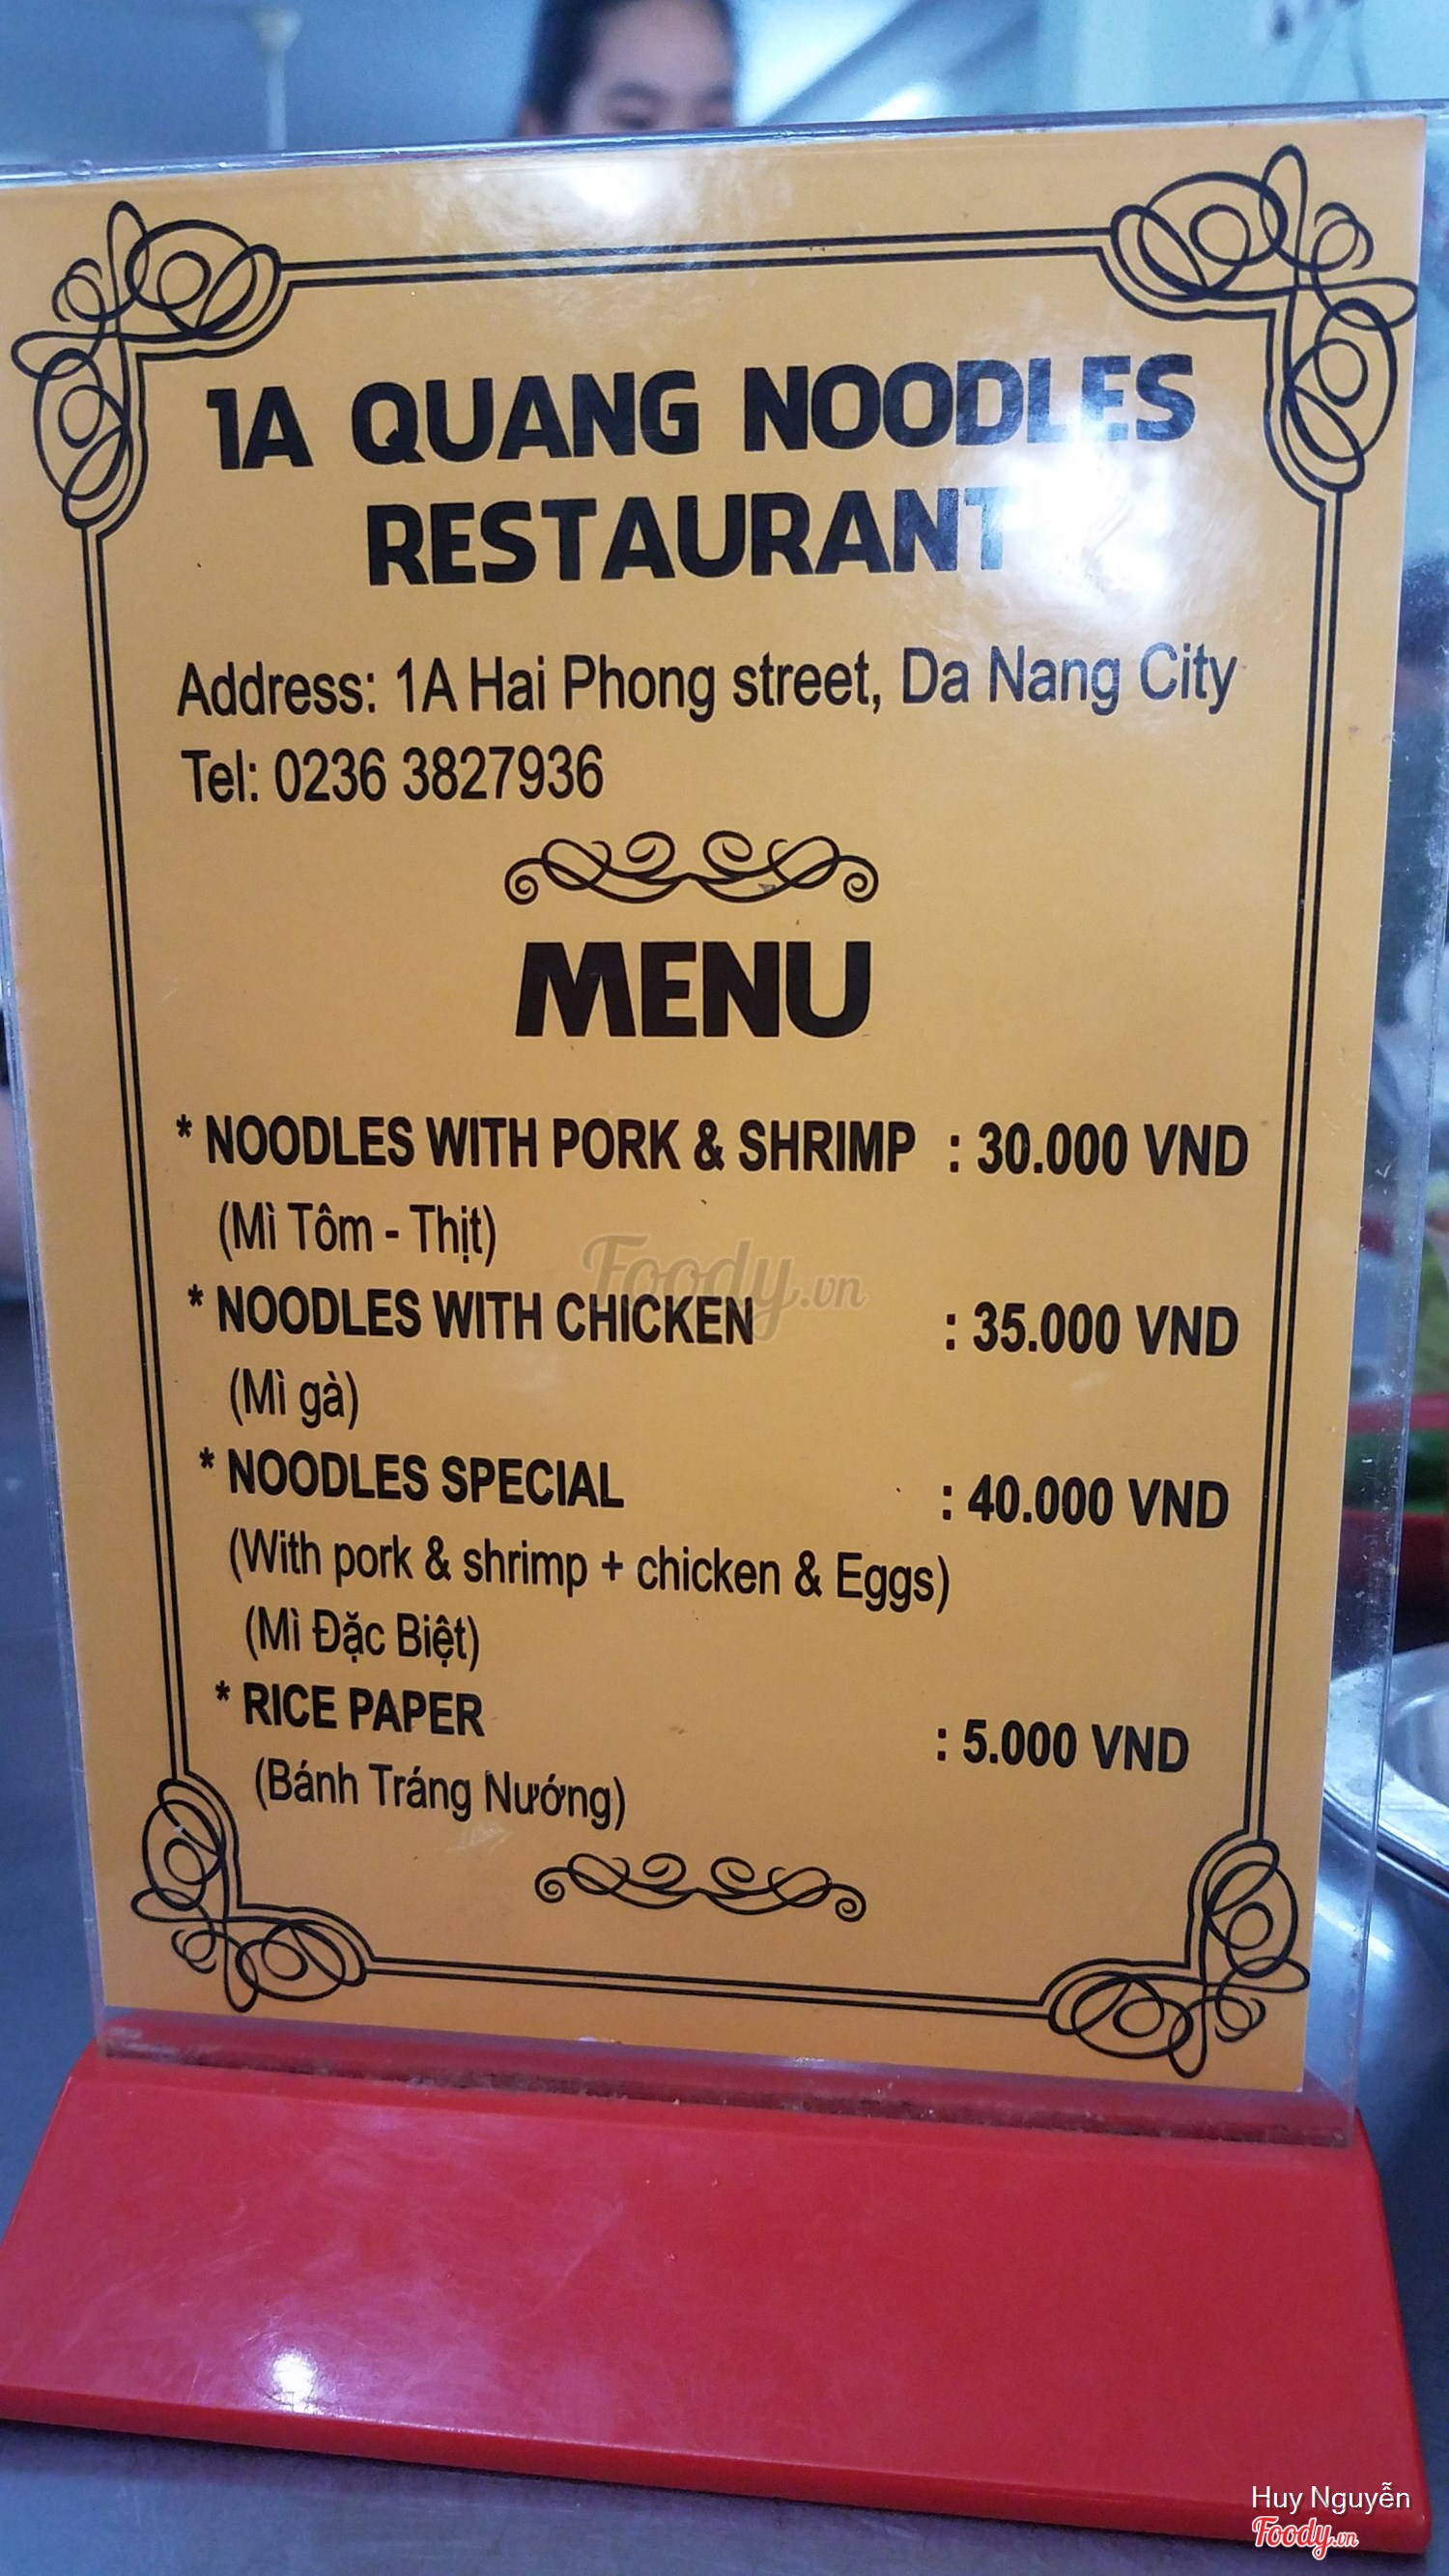 1A QUANG NOODLES
RESTAURANT
Address: 1A Hai Phong street, Da Nang City
Tel: 0236 3827936
MENU
* NOODLES WITH PORK & SHRIMP : 30.000 VND
(Mì Tôm - Thịt)
Foody.vn
* NOODLES WITH CHICKEN : 35.000 VND
(Mì gà)
* NOODLES SPECIAL : 40.000 VND
(With pork & shrimp + chicken & Eggs)
(Mì Đặc Biệt)
* RICE PAPER : 5.000 VND
(Bánh Tráng Nướng)
Huy Nguyễn
Foody.vn